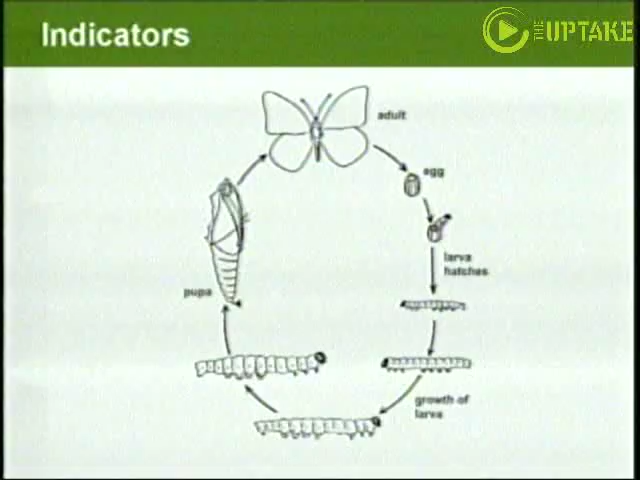 Indicators
THE UPTAKE
adult
egg
larva
hatches
pupa
growth of
larva